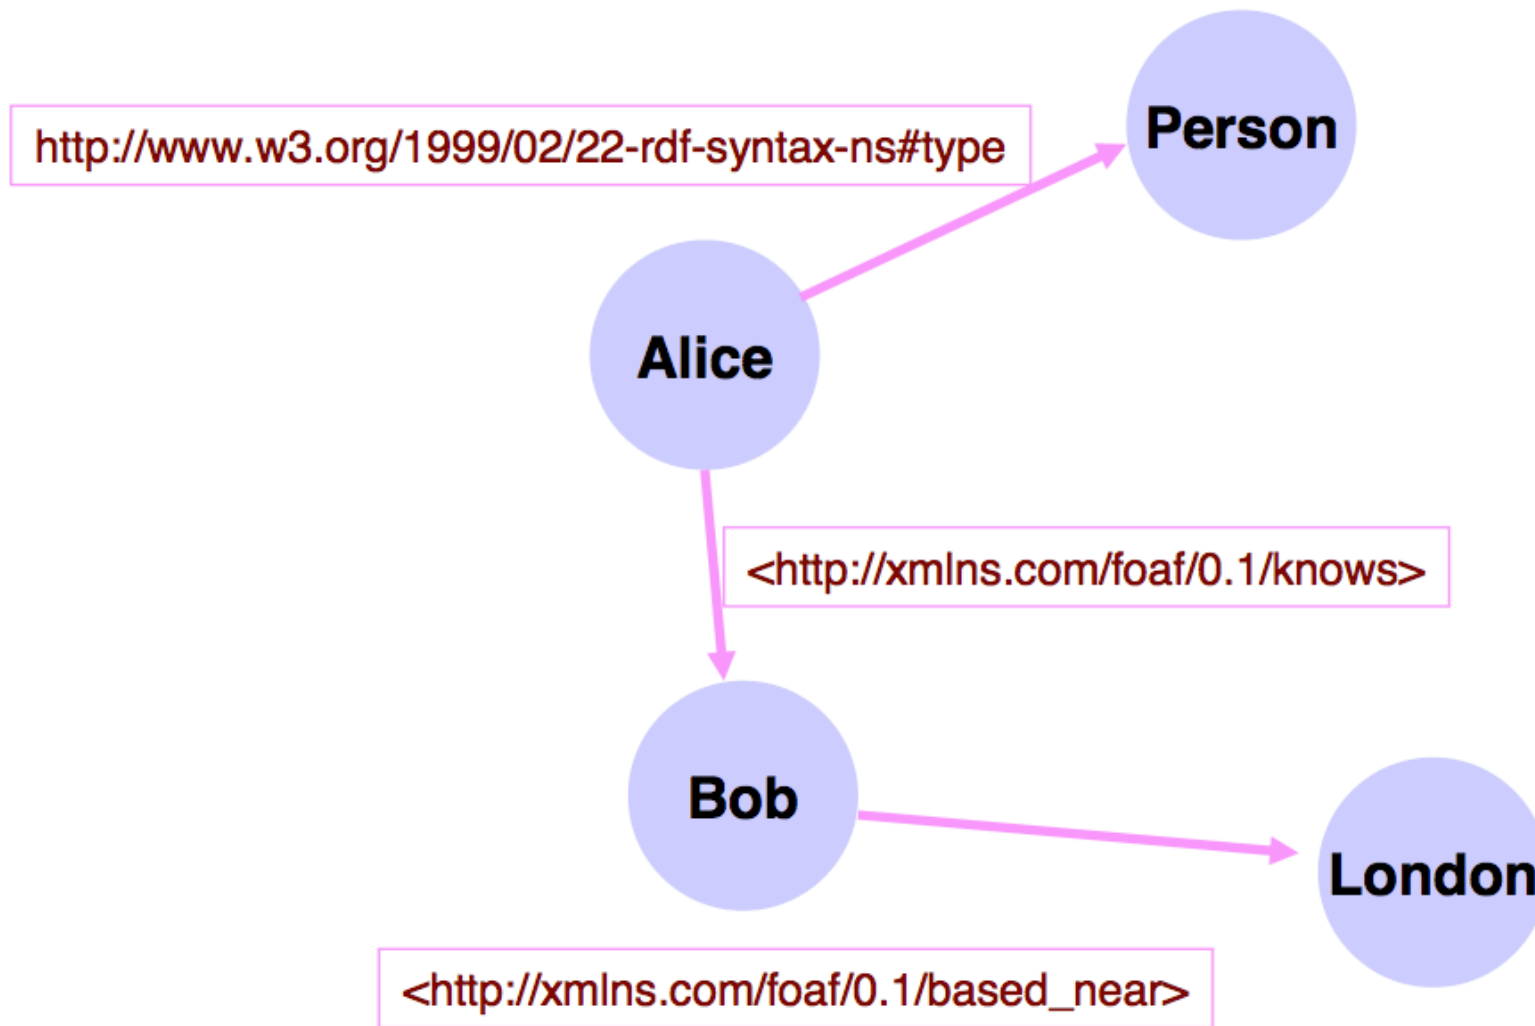 Person
http://www.w3.org/1999/02/22-rdf-syntax-ns#type
Alice
<http://xmlns.com/foaf/0.1/knows>
Bob
London
<http://xmlns.com/foaf/0.1/based_near>